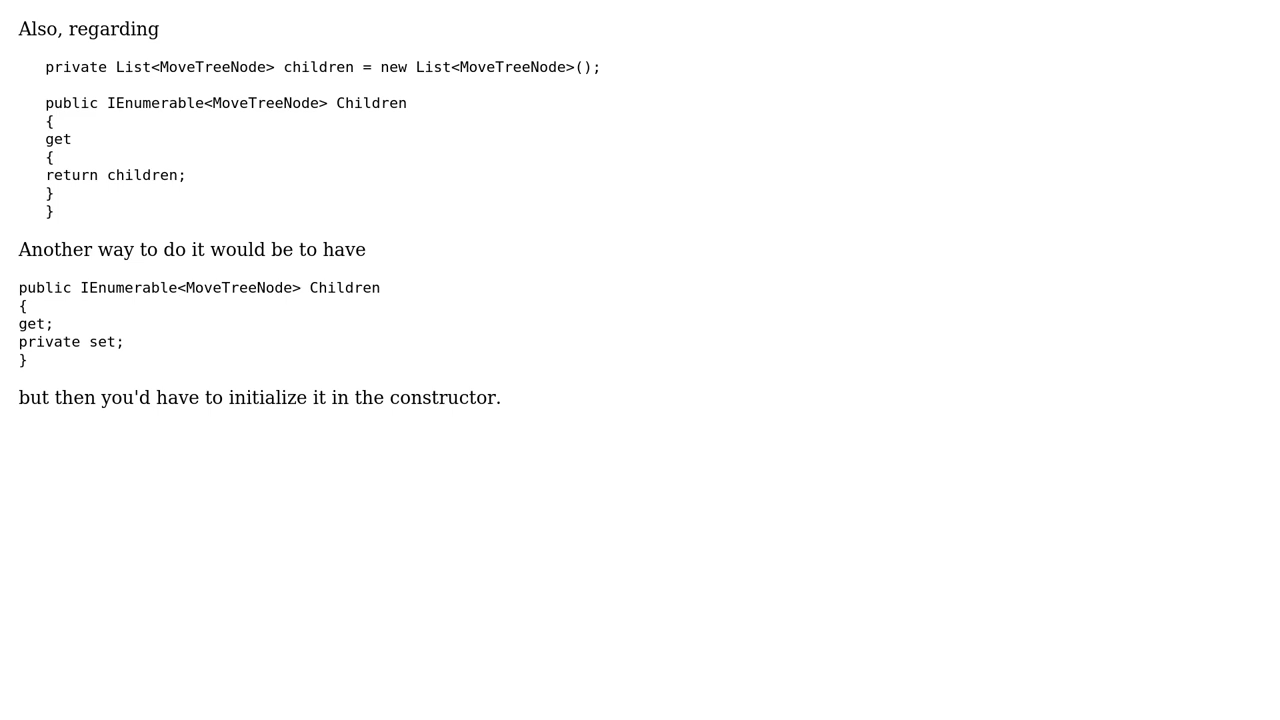 Also, regarding
private List<MoveTreeNode> children = new List<MoveTreeNode>();
public IEnumerable<MoveTreeNode> Children
{
get
{
return children;
}
}
Another way to do it would be to have
public IEnumerable<MoveTreeNode> Children
{
get;
private set;
}
but then you'd have to initialize it in the constructor.